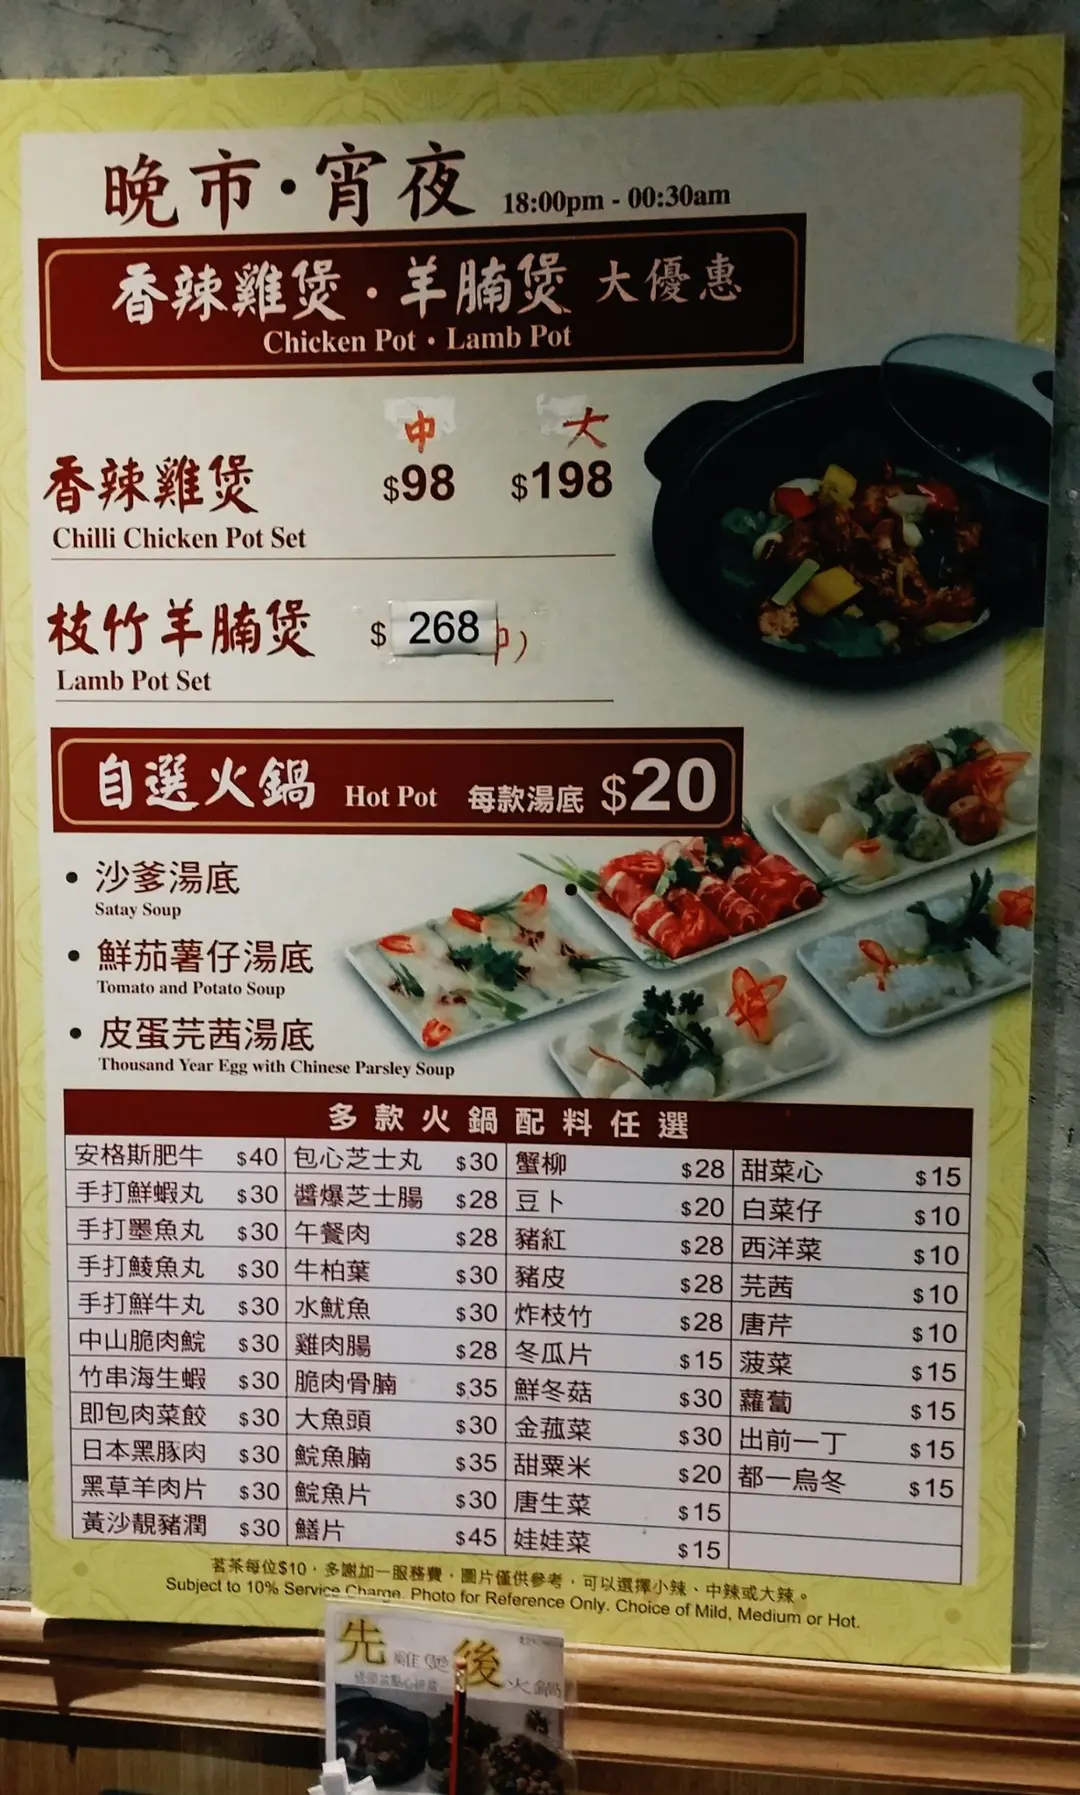 晚市·宵夜 18:00pm - 00:30am
香辣雞煲·羊腩煲 大優惠
Chicken Pot • Lamb Pot
中 大
香辣雞煲 $98 $198
Chilli Chicken Pot Set
枝竹羊腩煲 $ 268
Lamb Pot Set
自選火鍋 Hot Pot 每款湯底 $20
• 沙爹湯底
Satay Soup
• 鮮茄薯仔湯底
Tomato and Potato Soup
• 皮蛋芫茜湯底
Thousand Year Egg with Chinese Parsley Soup
多款火鍋配料任選
安格斯肥牛 $40 包心芝士丸 $30 蟹柳 $28 甜菜心 $15
手打鮮蝦丸 $30 醬爆芝士腸 $28 豆卜 $20 白菜仔 $10
手打墨魚丸 $30 午餐肉 $28 豬紅 $28 西洋菜 $10
手打鯪魚丸 $30 牛柏葉 $30 豬皮 $28 芫茜 $10
手打鮮牛丸 $30 水魷魚 $30 炸枝竹 $28 唐芹 $10
中山脆肉鯇 $30 雞肉腸 $28 冬瓜片 $15 菠菜 $15
竹串海生蝦 $30 脆肉骨腩 $35 鮮冬菇 $30 蘿蔔 $15
即包肉菜餃 $30 大魚頭 $30 金菰菜 $30 出前一丁 $15
日本黑豚肉 $30 鯇魚腩 $35 甜粟米 $20 都一烏冬 $15
黑草羊肉片 $30 鯇魚片 $30 唐生菜 $15
黃沙靚豬潤 $30 鱔片 $45 娃娃菜 $15
茗茶每位$10，多謝加一服務費，圖片僅供參考，可以選擇小辣、中辣或大辣。
Subject to 10% Service Charge. Photo for Reference Only. Choice of Mild, Medium or Hot.
先雞煲後火鍋